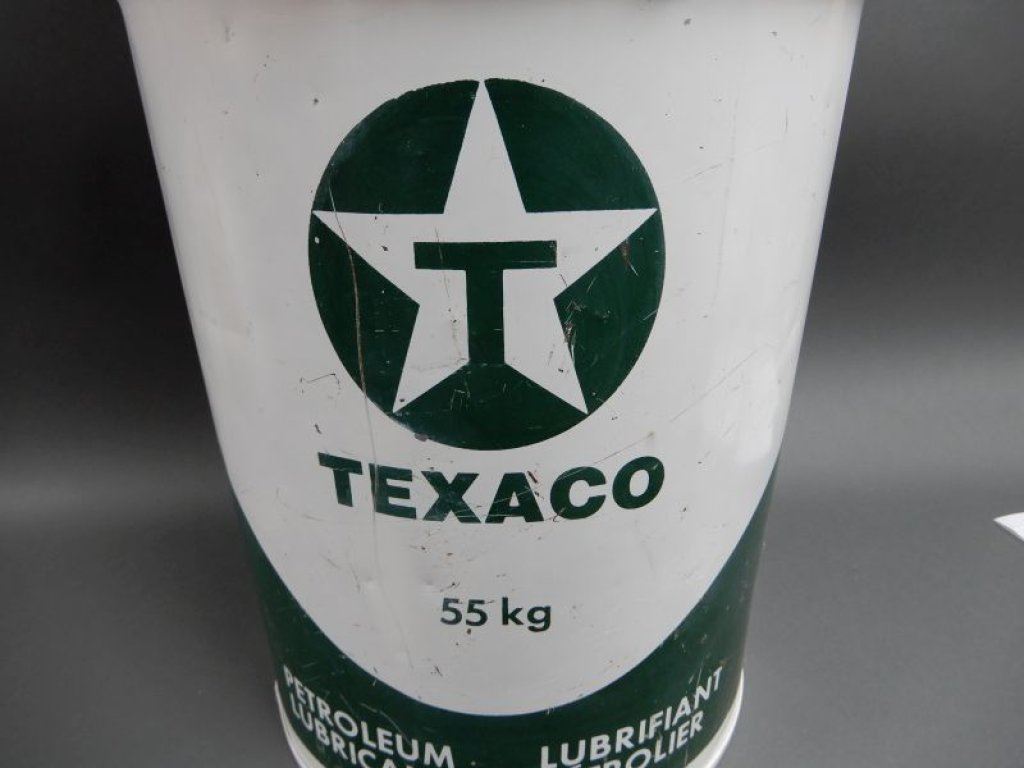 T
TEXACO
55 kg
PETROLEUM
LUBRIFIANT